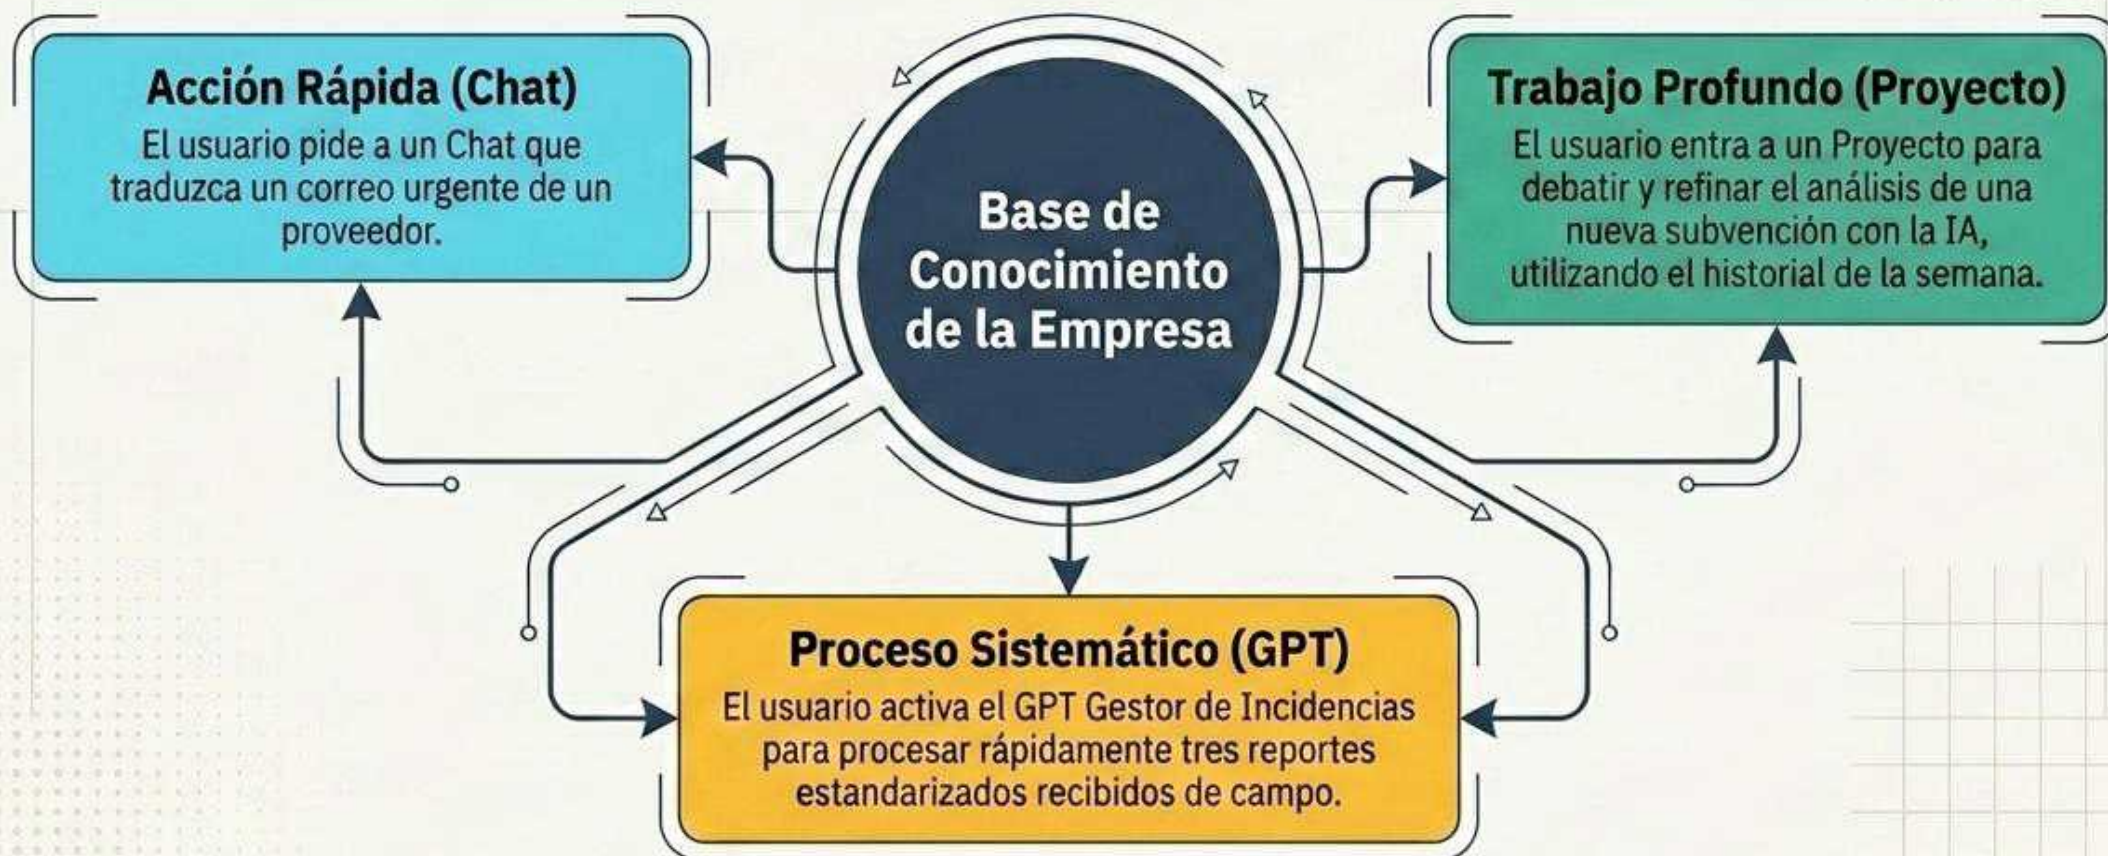 Acción Rápida (Chat)
El usuario pide a un Chat que
traduzca un correo urgente de un
proveedor.
Base de
Conocimiento
de la Empresa
Trabajo Profundo (Proyecto)
El usuario entra a un Proyecto para
debatir y refinar el análisis de una
nueva subvención con la IA,
utilizando el historial de la semana.
Proceso Sistemático (GPT)
El usuario activa el GPT Gestor de Incidencias
para procesar rápidamente tres reportes
estandarizados recibidos de campo.